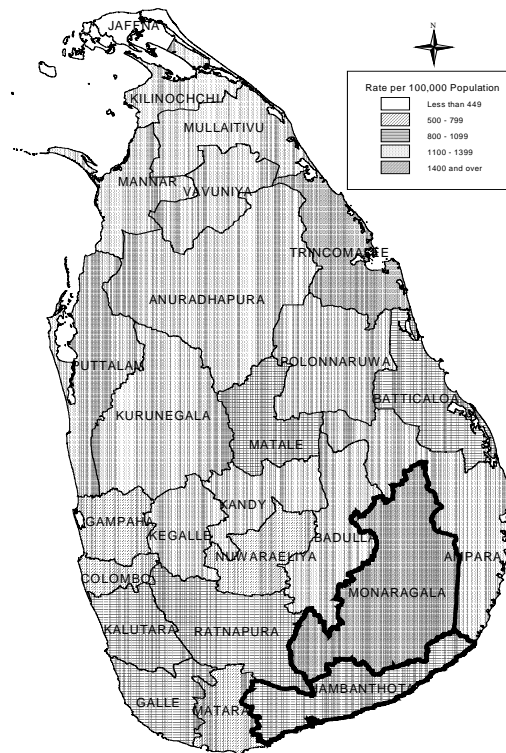 JAFFNA
N
KILINOCHCHI
Rate per 100,000 Population
Less than 449
500 - 799
800 - 1099
1100 - 1399
1400 and over
MULLAITIVU
MANNAR
VAVUNIYA
TRINCOMALEE
ANURADHAPURA
PUTTALAM
POLONNARUWA
BATTICALOA
KURUNEGALA
MATALE
KANDY
GAMPAHA
KEGALLE
NUWARAELIYA
BADULLA
AMPARA
COLOMBO
MONARAGALA
KALUTARA
RATNAPURA
HAMBANTHOTA
GALLE
MATARA